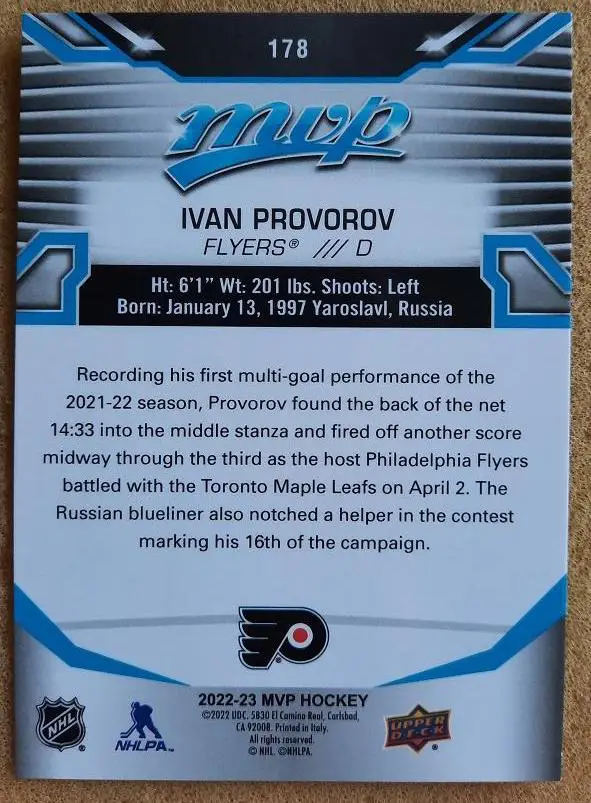 178
mvp
IVAN PROVOROV
FLYERS® /// D
Ht: 6'1" Wt: 201 lbs. Shoots: Left
Born: January 13, 1997 Yaroslavl, Russia
Recording his first multi-goal performance of the
2021-22 season, Provorov found the back of the net
14:33 into the middle stanza and fired off another score
midway through the third as the host Philadelphia Flyers
battled with the Toronto Maple Leafs on April 2. The
Russian blueliner also notched a helper in the contest
marking his 16th of the campaign.
2022-23 MVP HOCKEY
©2022 UDC. 5830 El Camino Real, Carlsbad,
CA 92008. Printed in Italy.
All rights reserved.
© NHL. ©NHLPA.
NHL ®
NHLPA™
UPPER
DECK ®